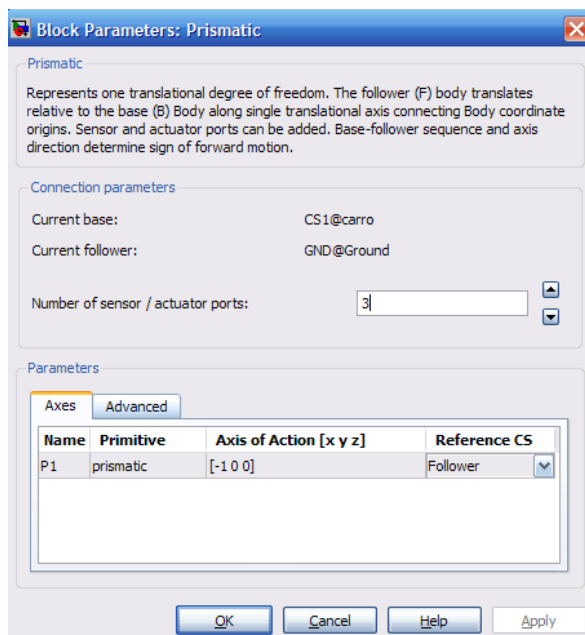 Block Parameters: Prismatic
Prismatic
Represents one translational degree of freedom. The follower (F) body translates
relative to the base (B) Body along single translational axis connecting Body coordinate
origins. Sensor and actuator ports can be added. Base-follower sequence and axis
direction determine sign of forward motion.
Connection parameters
Current base: CS1@carro
Current follower: GND@Ground
Number of sensor / actuator ports: 3
Parameters
Axes Advanced
Name Primitive Axis of Action [x y z] Reference CS
P1 prismatic [-1 0 0] Follower
OK Cancel Help Apply